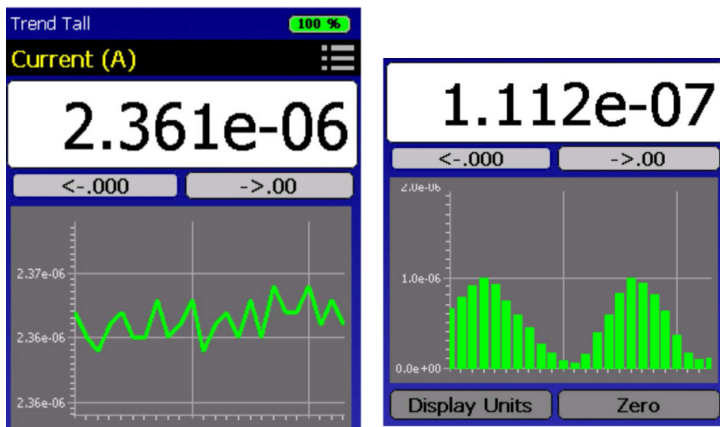 Trend Tall 100 %
Current (A)
2.361e-06
<-.000 ->.00
2.37e-06
2.36e-06
2.36e-06
1.112e-07
<-.000 ->.00
2.0e-06
1.0e-06
0.0e+00
Display Units Zero